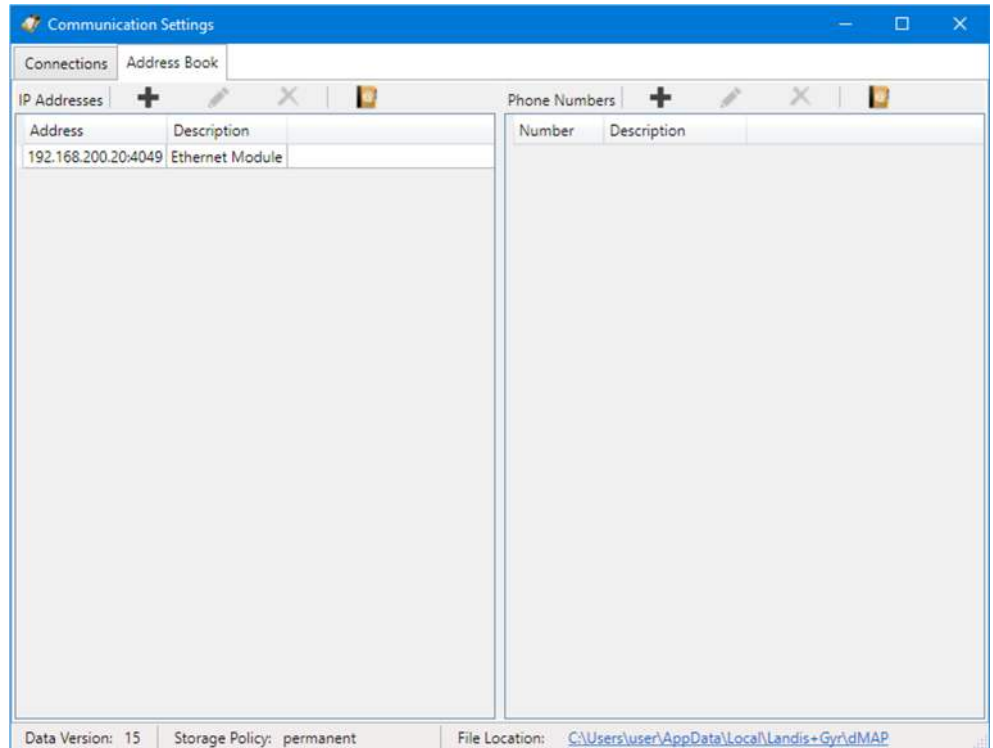 Communication Settings
Connections Address Book
IP Addresses Phone Numbers
Address Description Number Description
192.168.200.20:4049 Ethernet Module
Data Version: 15 Storage Policy: permanent File Location: C:\Users\user\AppData\Local\Landis+Gyr\dMAP